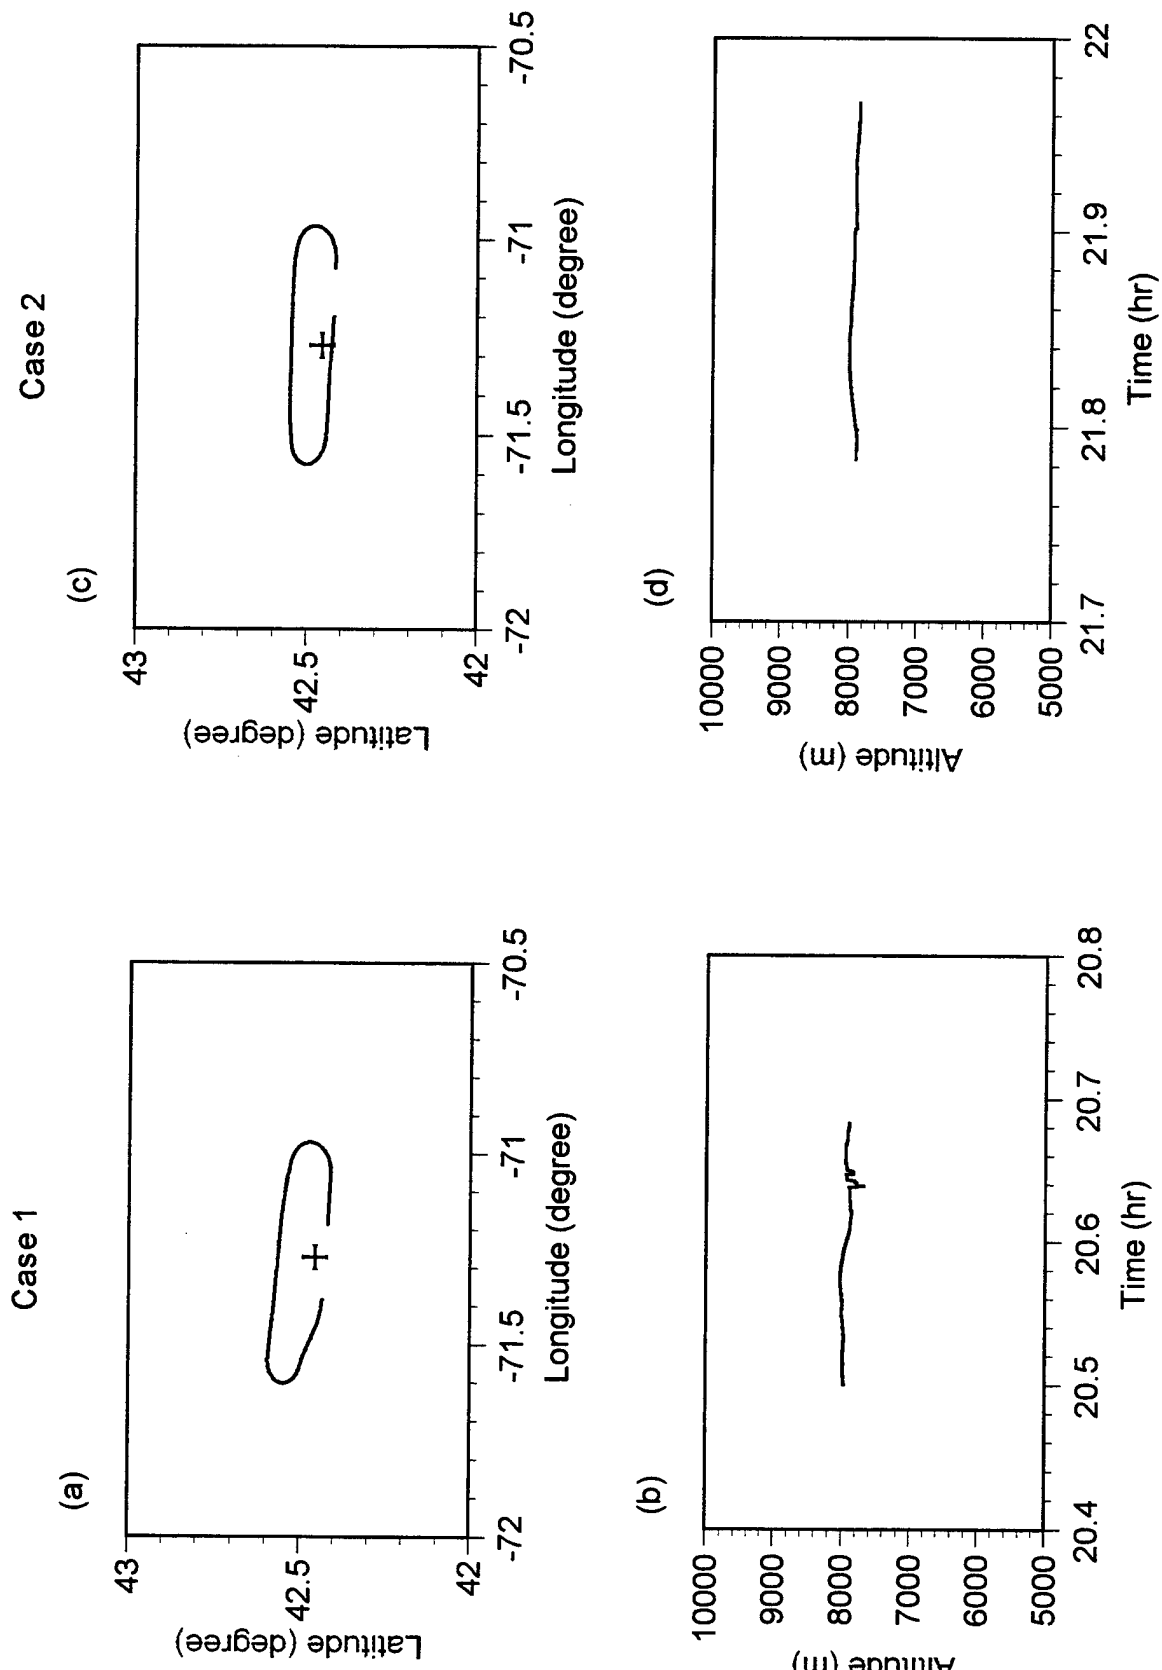 Case 1
(a)
43
42.5
42
Latitude (degree)
-72
-71.5
-71
-70.5
Longitude (degree)
(b)
10000
9000
8000
7000
6000
5000
Altitude (m)
20.4
20.5
20.6
20.7
20.8
Time (hr)
Case 2
(c)
43
42.5
42
Latitude (degree)
-72
-71.5
-71
-70.5
Longitude (degree)
(d)
10000
9000
8000
7000
6000
5000
Altitude (m)
21.7
21.8
21.9
22
Time (hr)